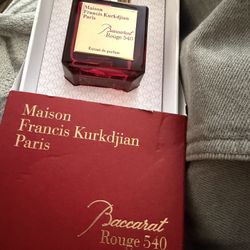 Maison
Francis Kurkdjian
Paris
Baccarat
Rouge 540
Extrait de parfum
Maison
Francis Kurkdjian
Paris
Baccarat
Rouge 540